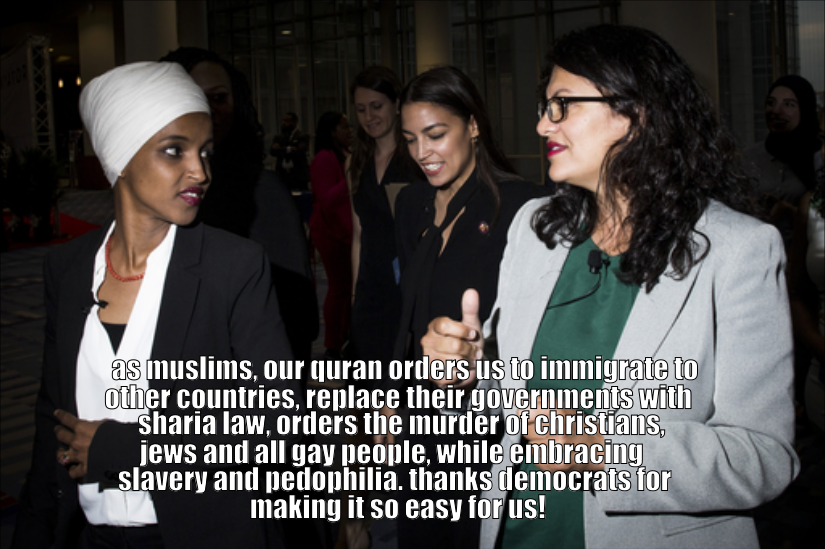 as muslims, our quran orders us to immigrate to
other countries, replace their governments with
sharia law, orders the murder of christians,
jews and all gay people, while embracing
slavery and pedophilia. thanks democrats for
making it so easy for us!